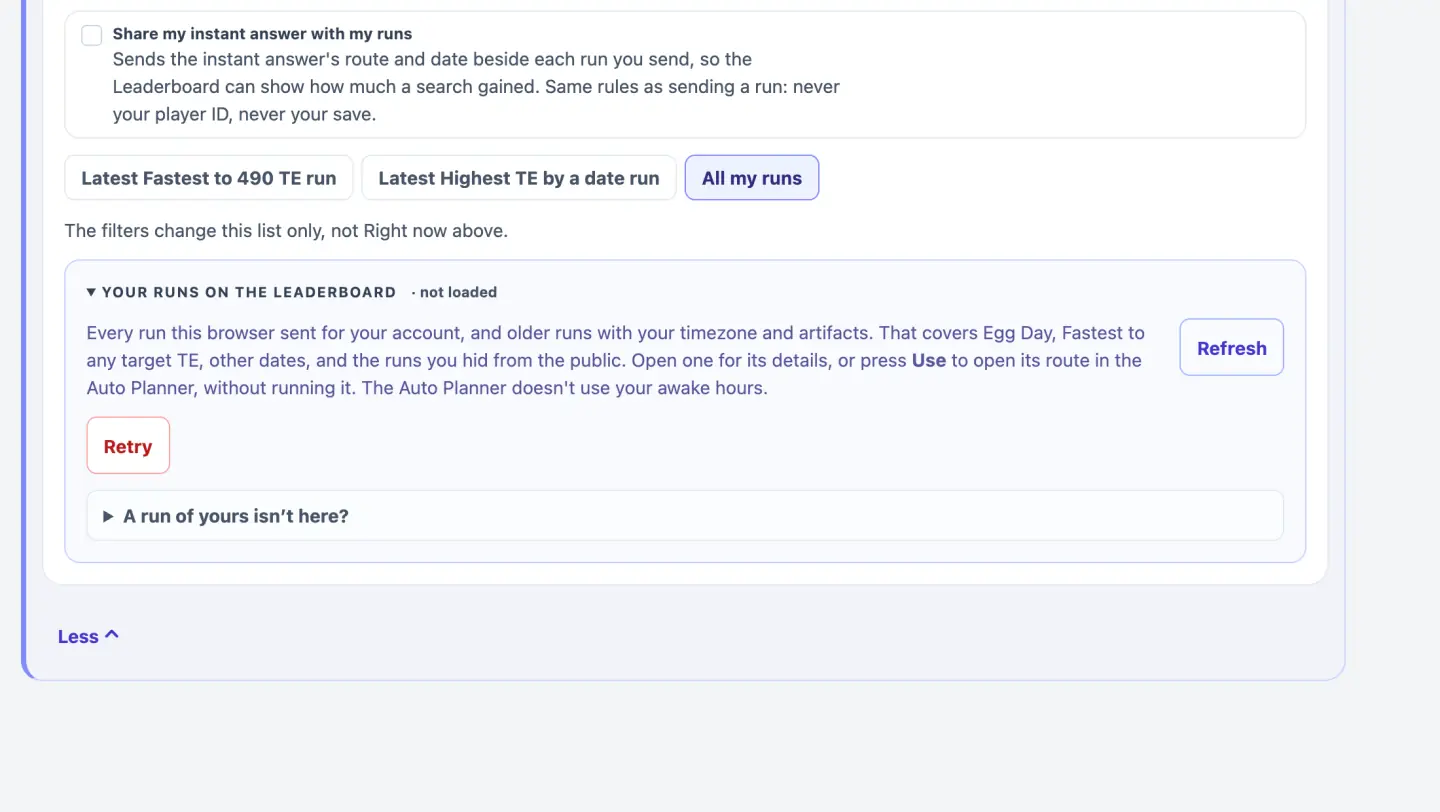 Share my instant answer with my runs
Sends the instant answer's route and date beside each run you send, so the
Leaderboard can show how much a search gained. Same rules as sending a run: never
your player ID, never your save.
Latest Fastest to 490 TE run
Latest Highest TE by a date run
All my runs
The filters change this list only, not Right now above.
▼ YOUR RUNS ON THE LEADERBOARD · not loaded
Every run this browser sent for your account, and older runs with your timezone and artifacts. That covers Egg Day, Fastest to
any target TE, other dates, and the runs you hid from the public. Open one for its details, or press Use to open its route in the
Auto Planner, without running it. The Auto Planner doesn't use your awake hours.
Refresh
Retry
▶ A run of yours isn’t here?
Less